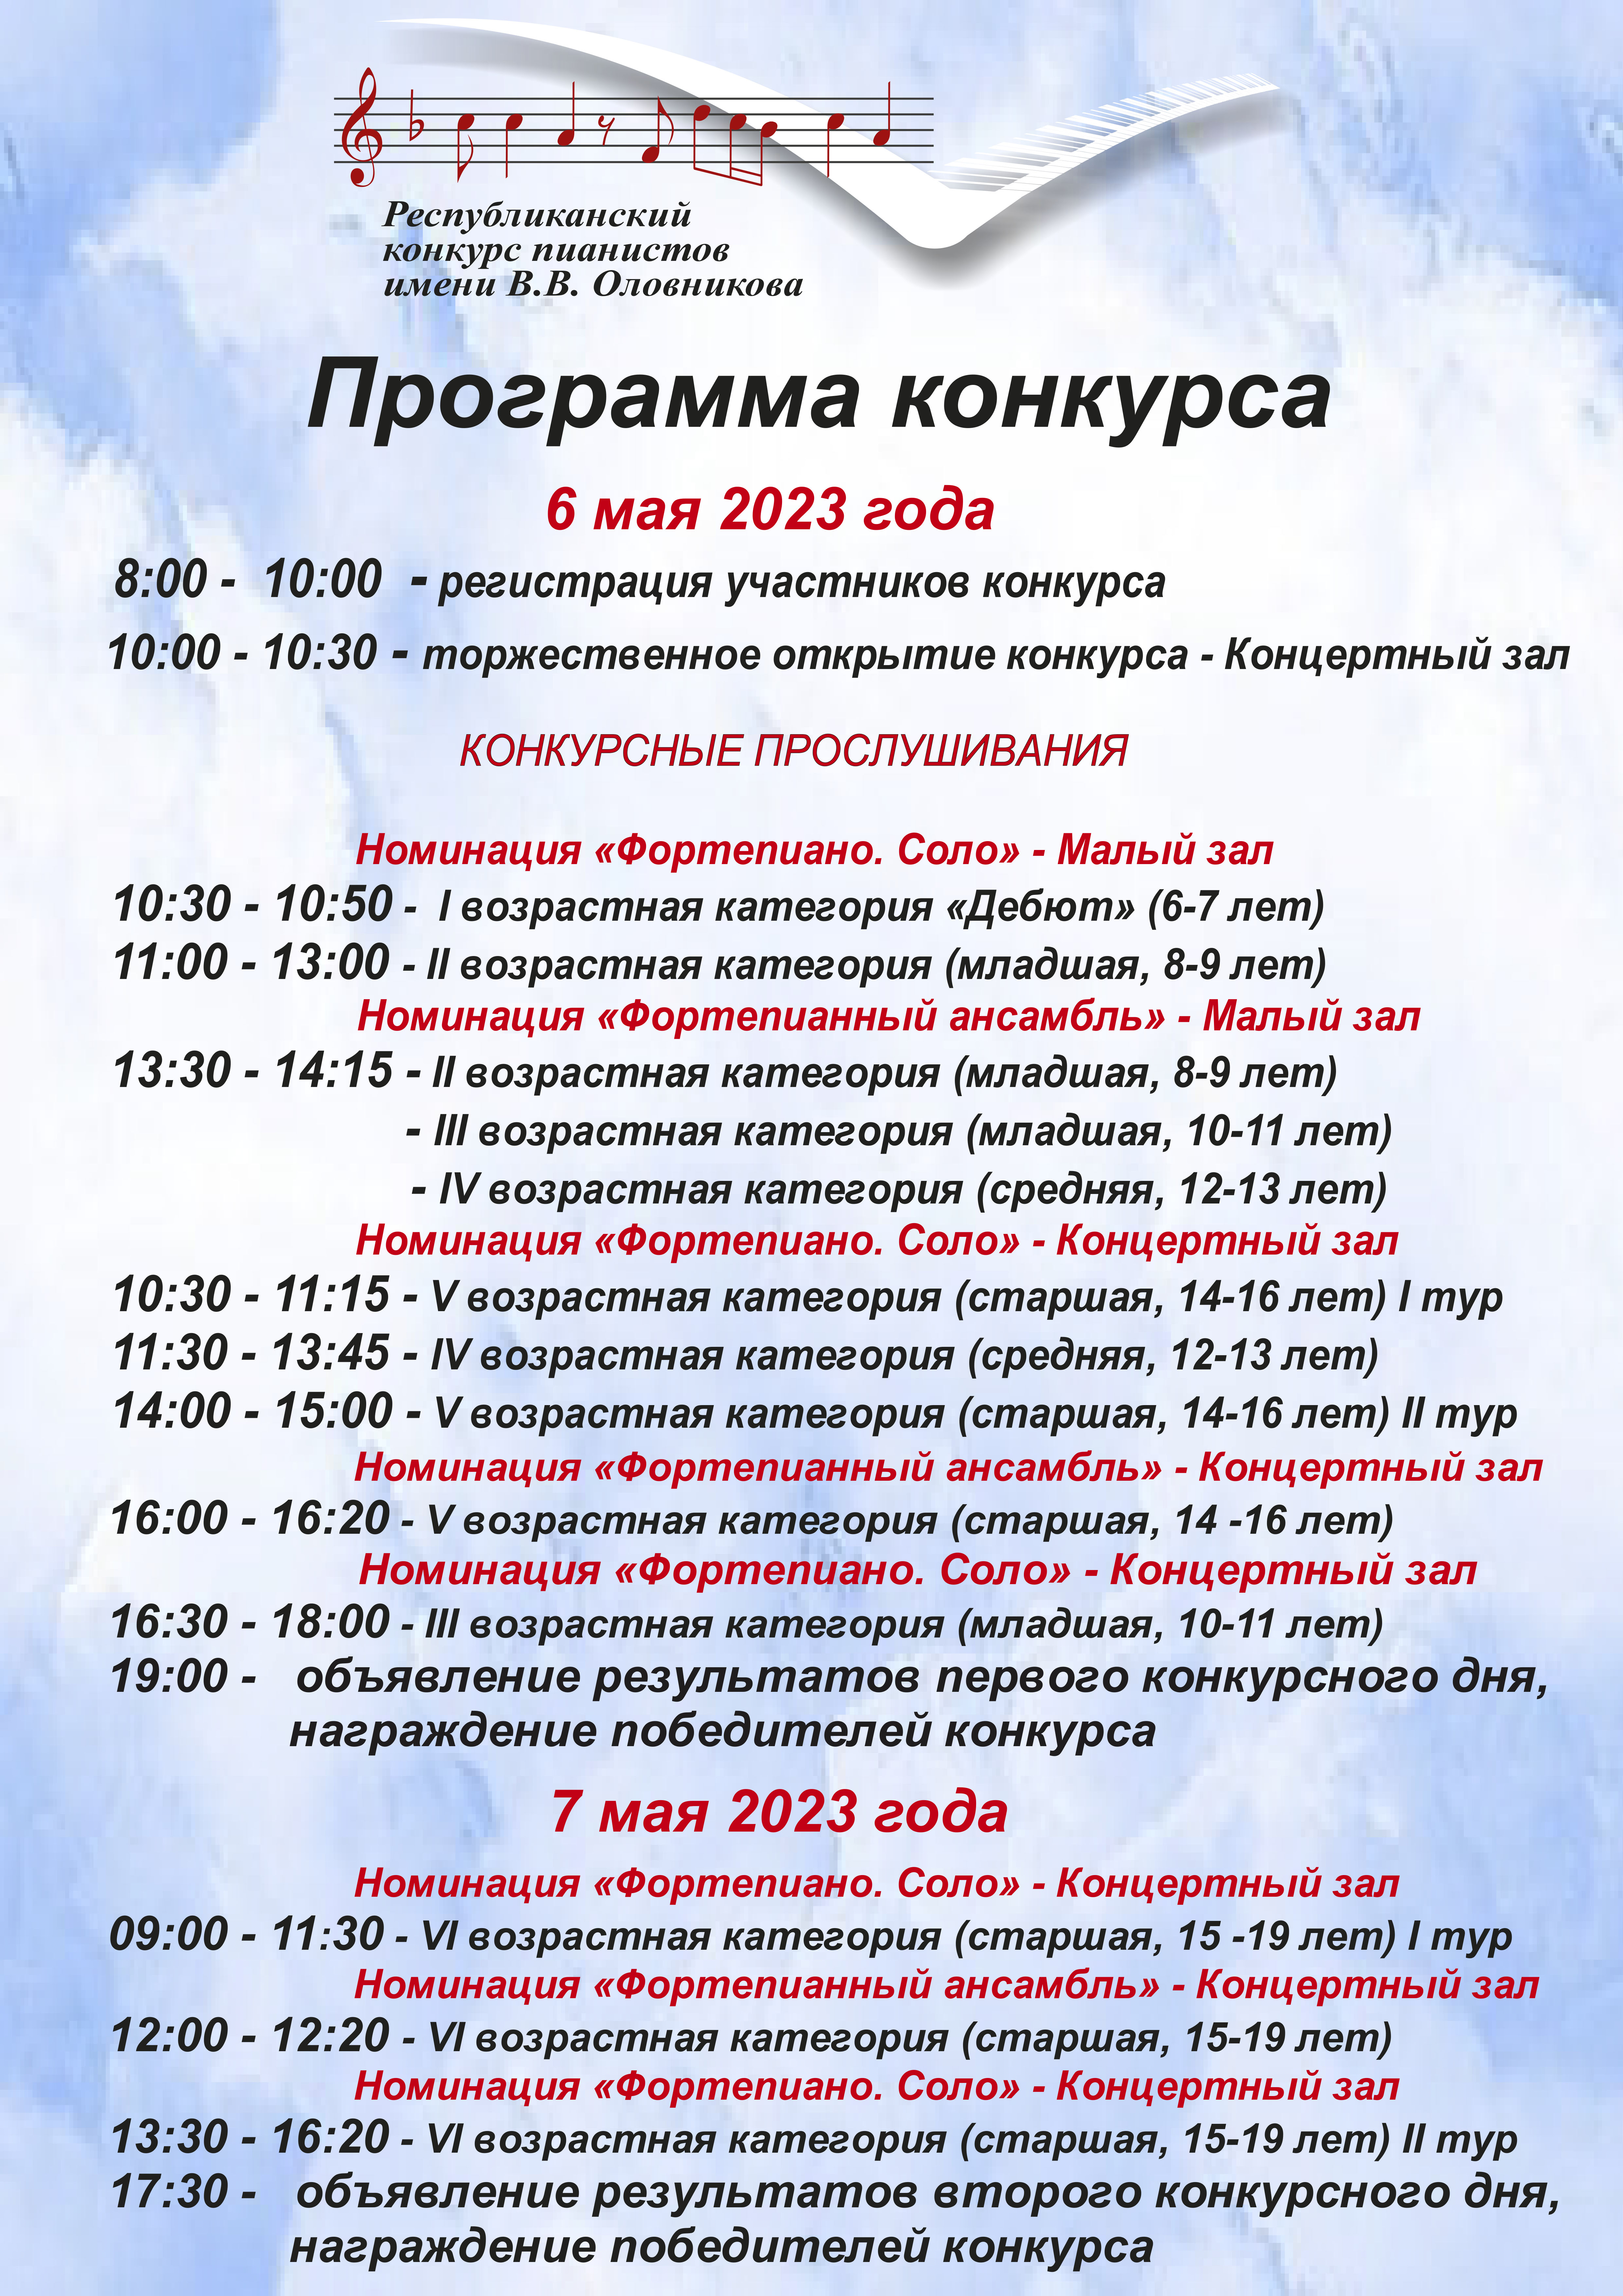 Республиканский
конкурс пианистов
имени В.В. Оловникова
Программа конкурса
6 мая 2023 года
8:00 - 10:00 - регистрация участников конкурса
10:00 - 10:30 - торжественное открытие конкурса - Концертный зал
КОНКУРСНЫЕ ПРОСЛУШИВАНИЯ
Номинация «Фортепиано. Соло» - Малый зал
10:30 - 10:50 - I возрастная категория «Дебют» (6-7 лет)
11:00 - 13:00 - II возрастная категория (младшая, 8-9 лет)
Номинация «Фортепианный ансамбль» - Малый зал
13:30 - 14:15 - II возрастная категория (младшая, 8-9 лет)
- III возрастная категория (младшая, 10-11 лет)
- IV возрастная категория (средняя, 12-13 лет)
Номинация «Фортепиано. Соло» - Концертный зал
10:30 - 11:15 - V возрастная категория (старшая, 14-16 лет) I тур
11:30 - 13:45 - IV возрастная категория (средняя, 12-13 лет)
14:00 - 15:00 - V возрастная категория (старшая, 14-16 лет) II тур
Номинация «Фортепианный ансамбль» - Концертный зал
16:00 - 16:20 - V возрастная категория (старшая, 14 -16 лет)
Номинация «Фортепиано. Соло» - Концертный зал
16:30 - 18:00 - III возрастная категория (младшая, 10-11 лет)
19:00 - объявление результатов первого конкурсного дня,
награждение победителей конкурса
7 мая 2023 года
Номинация «Фортепиано. Соло» - Концертный зал
09:00 - 11:30 - VI возрастная категория (старшая, 15 -19 лет) I тур
Номинация «Фортепианный ансамбль» - Концертный зал
12:00 - 12:20 - VI возрастная категория (старшая, 15-19 лет)
Номинация «Фортепиано. Соло» - Концертный зал
13:30 - 16:20 - VI возрастная категория (старшая, 15-19 лет) II тур
17:30 - объявление результатов второго конкурсного дня,
награждение победителей конкурса